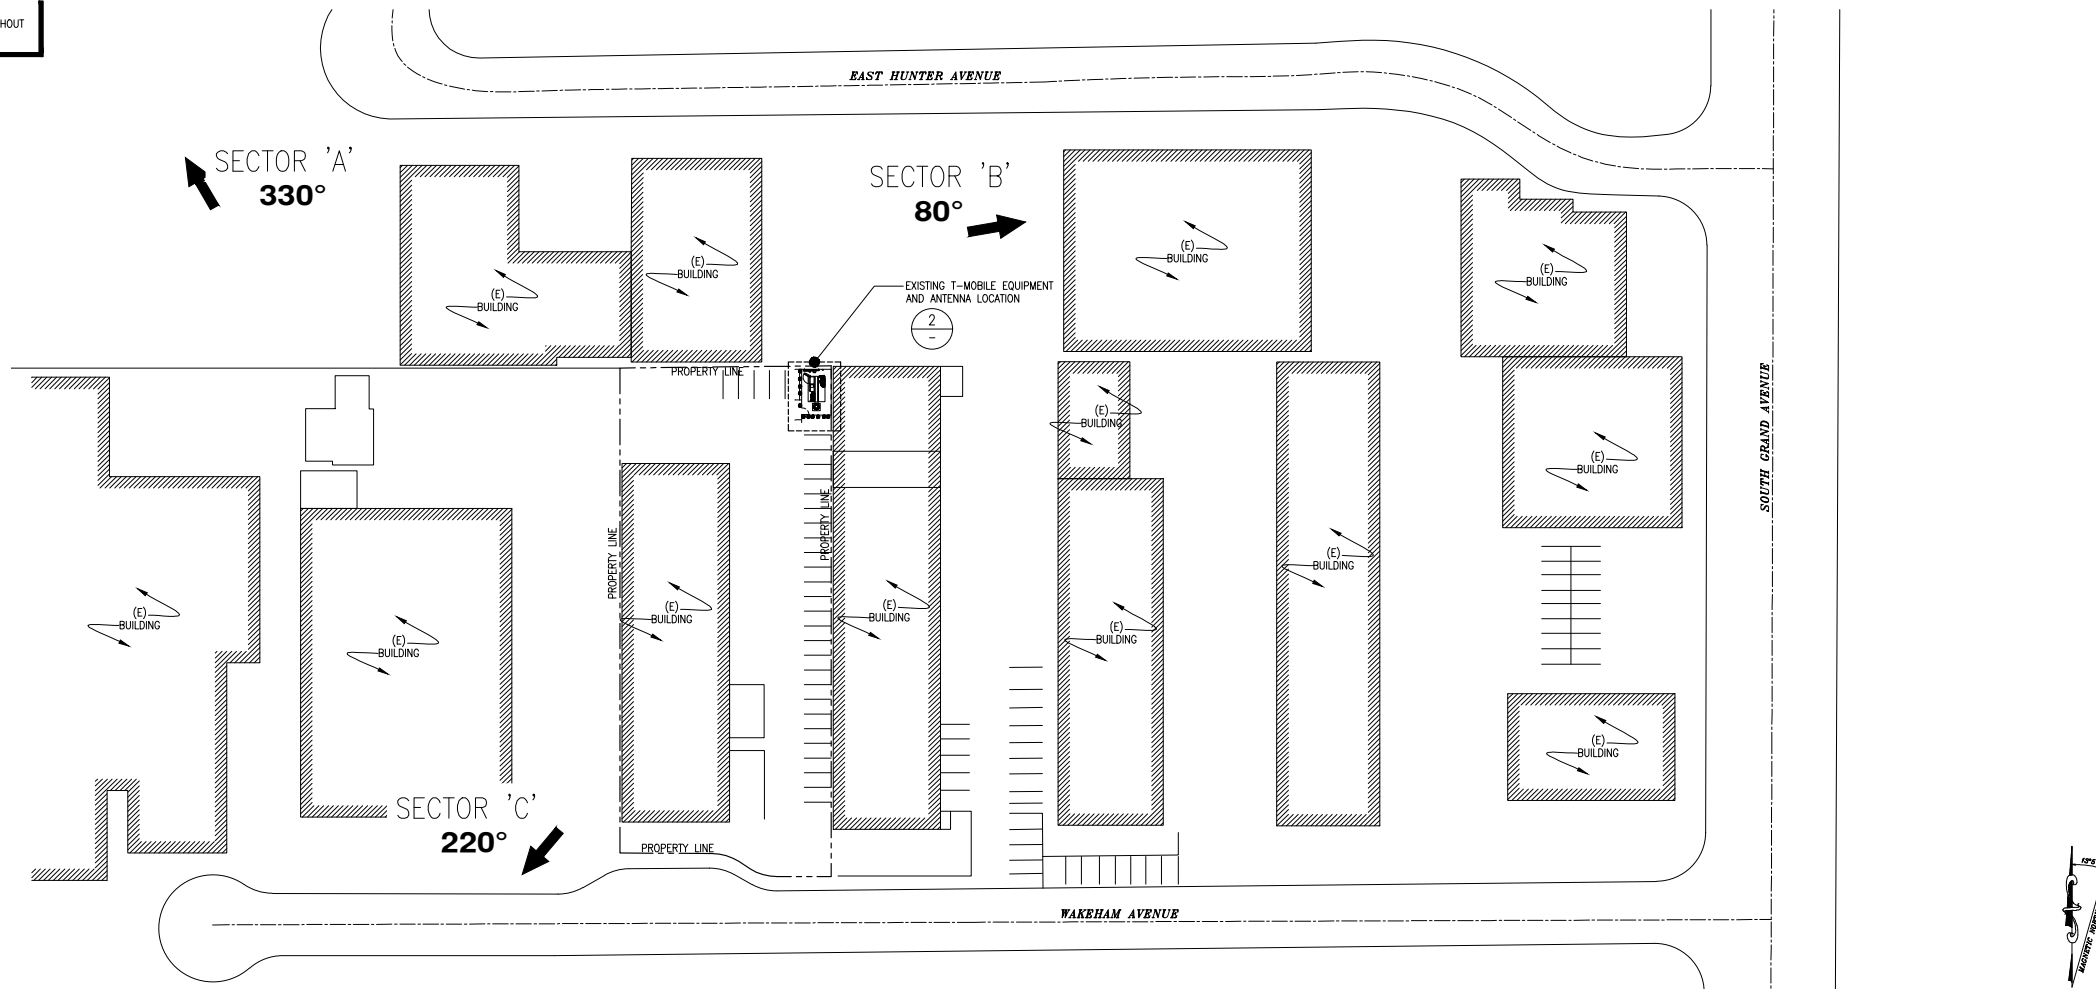 HOUT
EAST HUNTER AVENUE
SECTOR 'A'
330°
SECTOR 'B'
80°
(E)
BUILDING
(E)
BUILDING
(E)
BUILDING
(E)
BUILDING
EXISTING T-MOBILE EQUIPMENT
AND ANTENNA LOCATION
2
-
PROPERTY LINE
SOUTH GRAND AVENUE
(E)
BUILDING
(E)
BUILDING
PROPERTY LINE
PROPERTY LINE
(E)
BUILDING
(E)
BUILDING
(E)
BUILDING
(E)
BUILDING
(E)
BUILDING
(E)
BUILDING
(E)
BUILDING
SECTOR 'C'
220°
PROPERTY LINE
WAKEHAM AVENUE
MAGNETIC